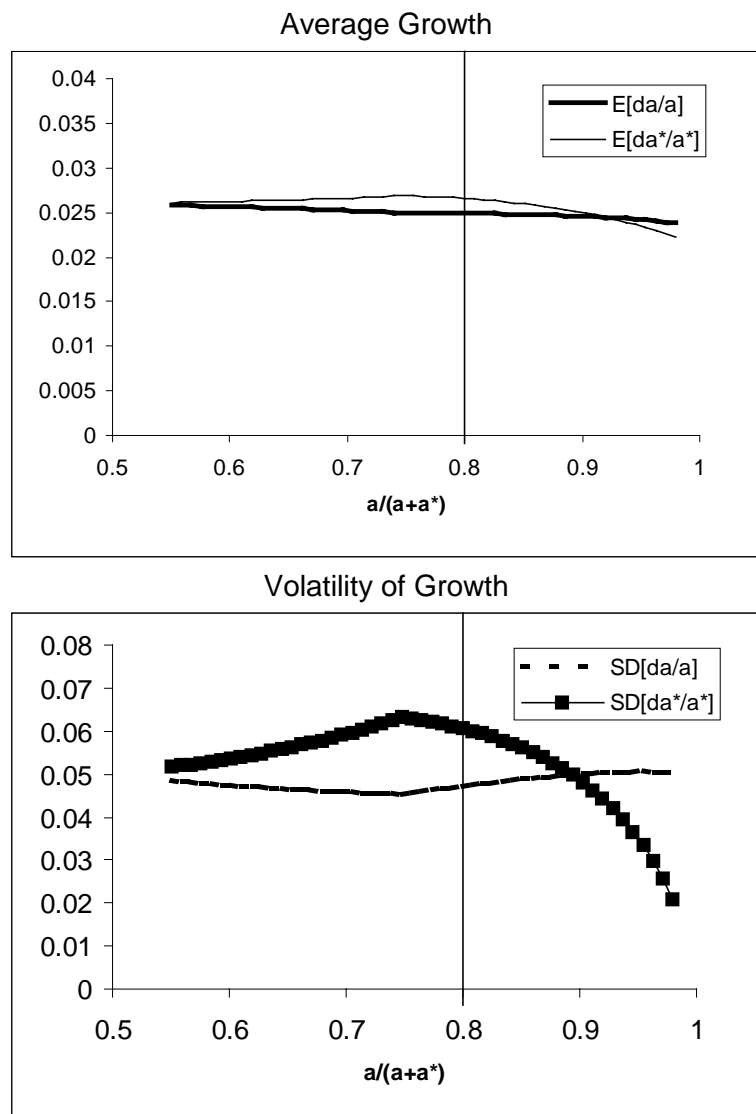 Average Growth
0.04
0.035
0.03
0.025
0.02
0.015
0.01
0.005
0
0.5 0.6 0.7 0.8 0.9 1
a/(a+a*)
E[da/a]
E[da*/a*]
Volatility of Growth
0.08
0.07
0.06
0.05
0.04
0.03
0.02
0.01
0
0.5 0.6 0.7 0.8 0.9 1
a/(a+a*)
SD[da/a]
SD[da*/a*]